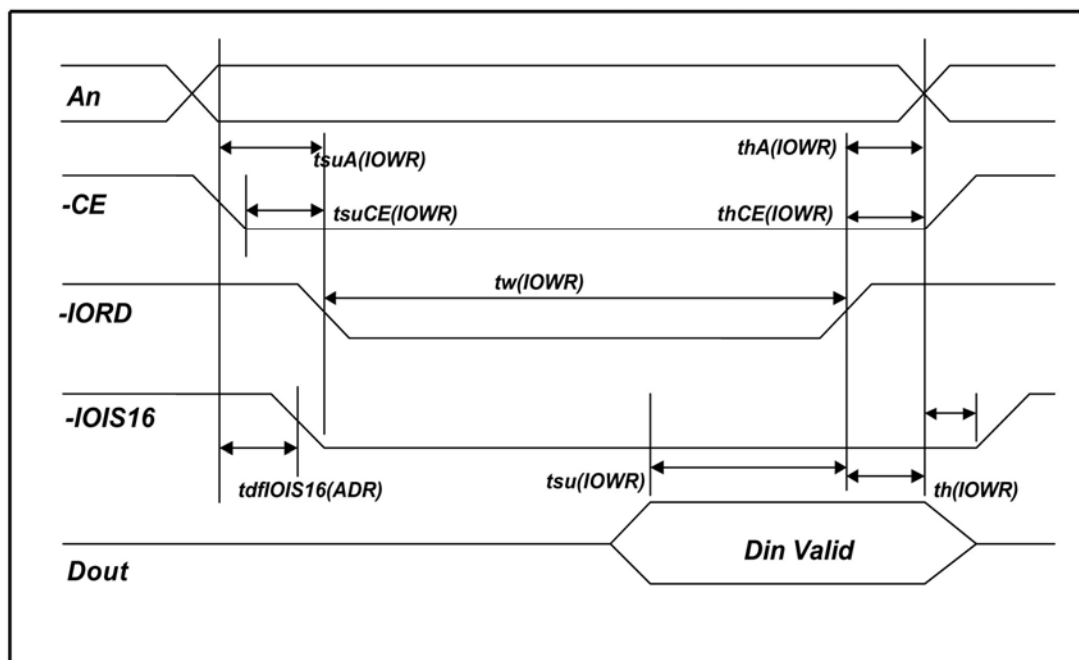 An
tsuA(IOWR)
thA(IOWR)
-CE
tsuCE(IOWR)
thCE(IOWR)
tw(IOWR)
-IORD
-IOIS16
tdfIOIS16(ADR)
tsu(IOWR)
th(IOWR)
Din Valid
Dout